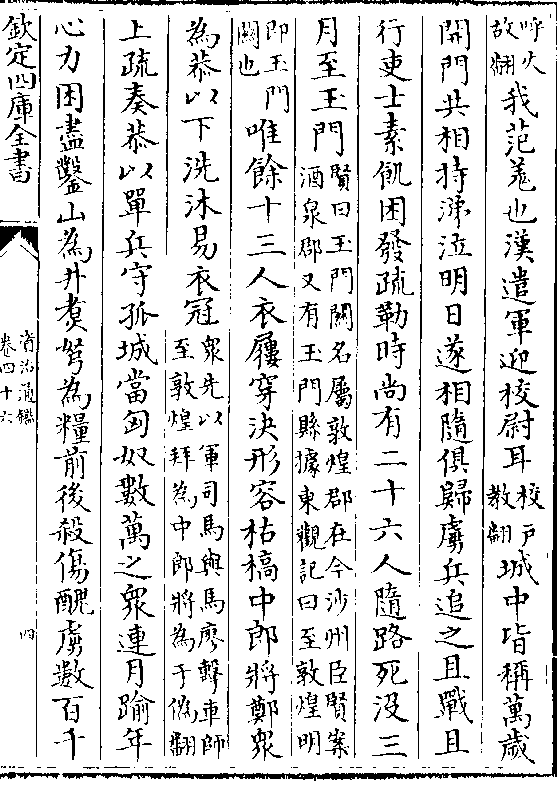 呼火故翻我范羌也漢遣軍迎校尉耳校戸教翻城中皆稱萬歲
開門共相持涕泣明日遂相隨俱歸虜兵追之且戰且
行吏士素飢困發疏勒時尚有二十六人隨路死没三
月至玉門賢曰玉門關名屬敦煌郡在今沙州臣賢案酒泉郡又有玉門縣據東觀記曰至敦煌明
即玉門關也唯餘十三人衣屨穿決形容枯槁中郎將鄭衆
為恭以下洗沐易衣冠衆先以軍司馬與馬廖擊車師至敦煌拜為中郎將為于偽翻
上疏奏恭以單兵守孤城當匈奴數萬之衆連月踰年
心力困盡鑿山為井煑弩為糧前後殺傷醜虜數百千
欽定四庫全書
資治通鑑
卷四十六
四